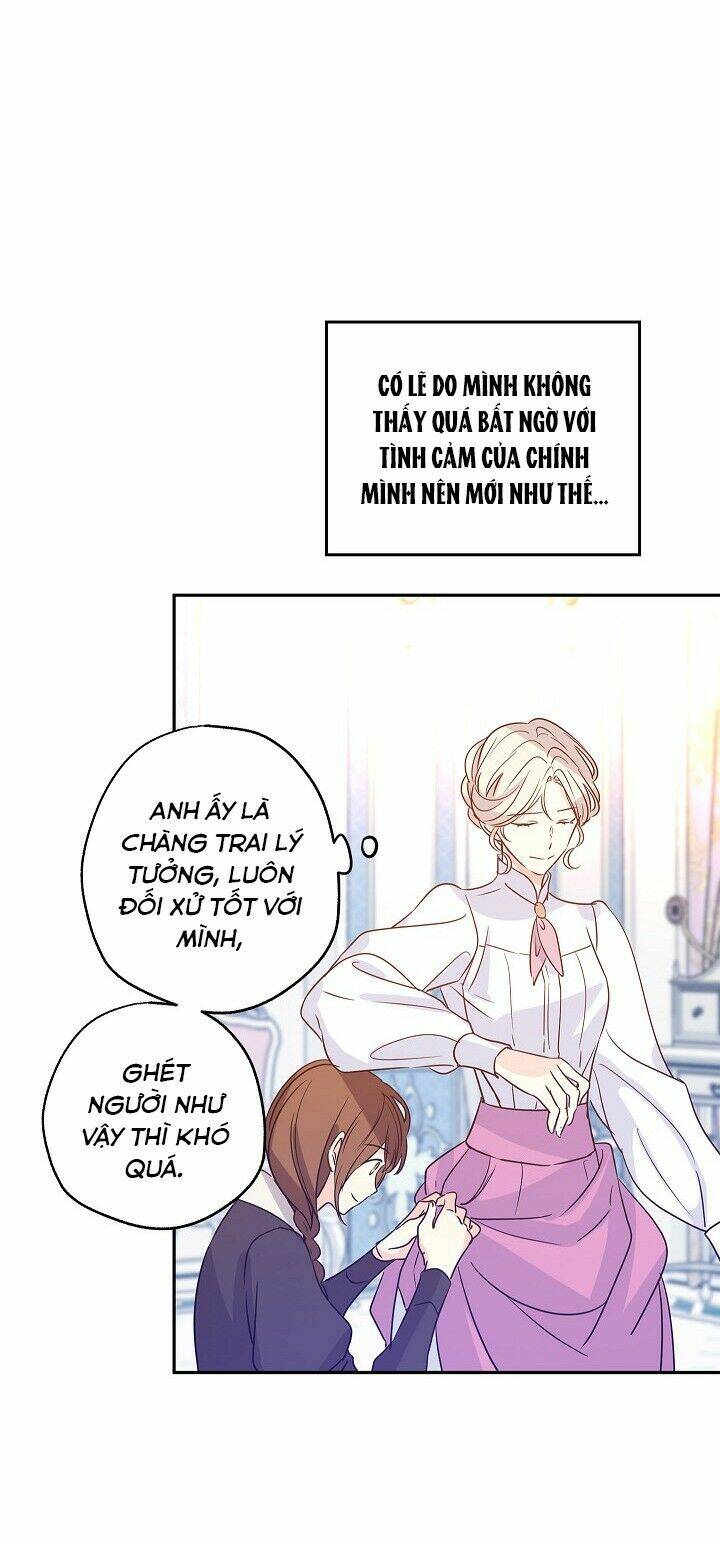 CÓ LẼ DO MÌNH KHÔNG
THẤY QUÁ BẤT NGỜ VỚI
TÌNH CẢM CỦA CHÍNH
MÌNH NÊN MỚI NHƯ THẾ...
ANH ẤY LÀ
CHÀNG TRAI LÝ
TƯỞNG, LUÔN
ĐỐI XỬ TỐT VỚI
MÌNH,
GHÉT
NGƯỜI NHƯ
VẬY THÌ KHÓ
QUÁ.